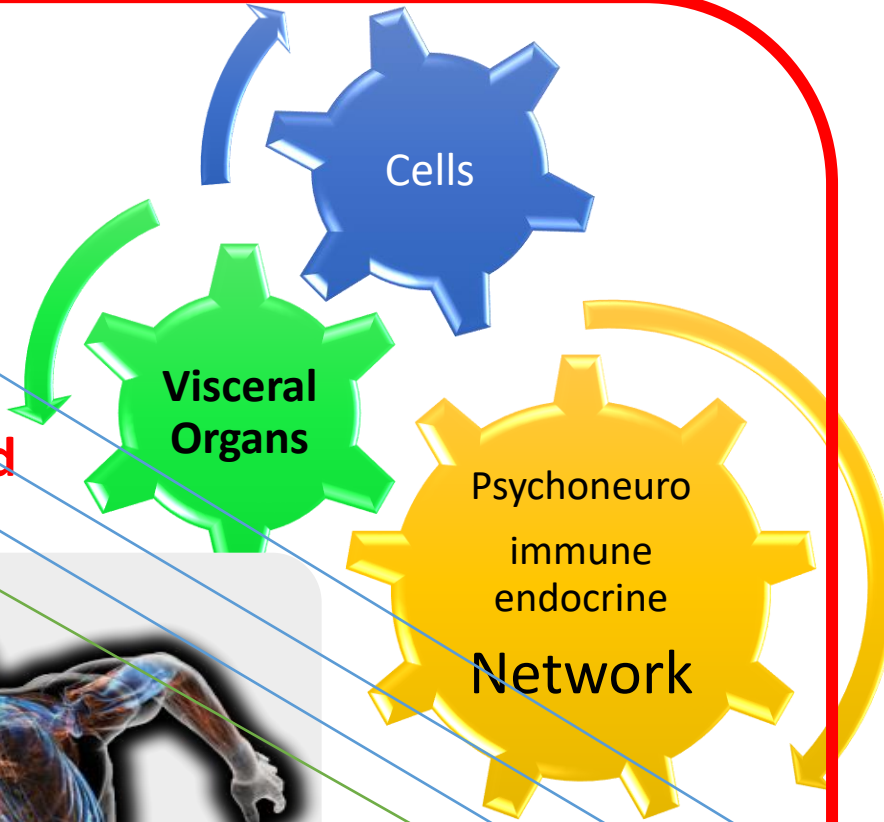 Cells
Visceral
Organs
d
Psychoneuro
immune
endocrine
Network